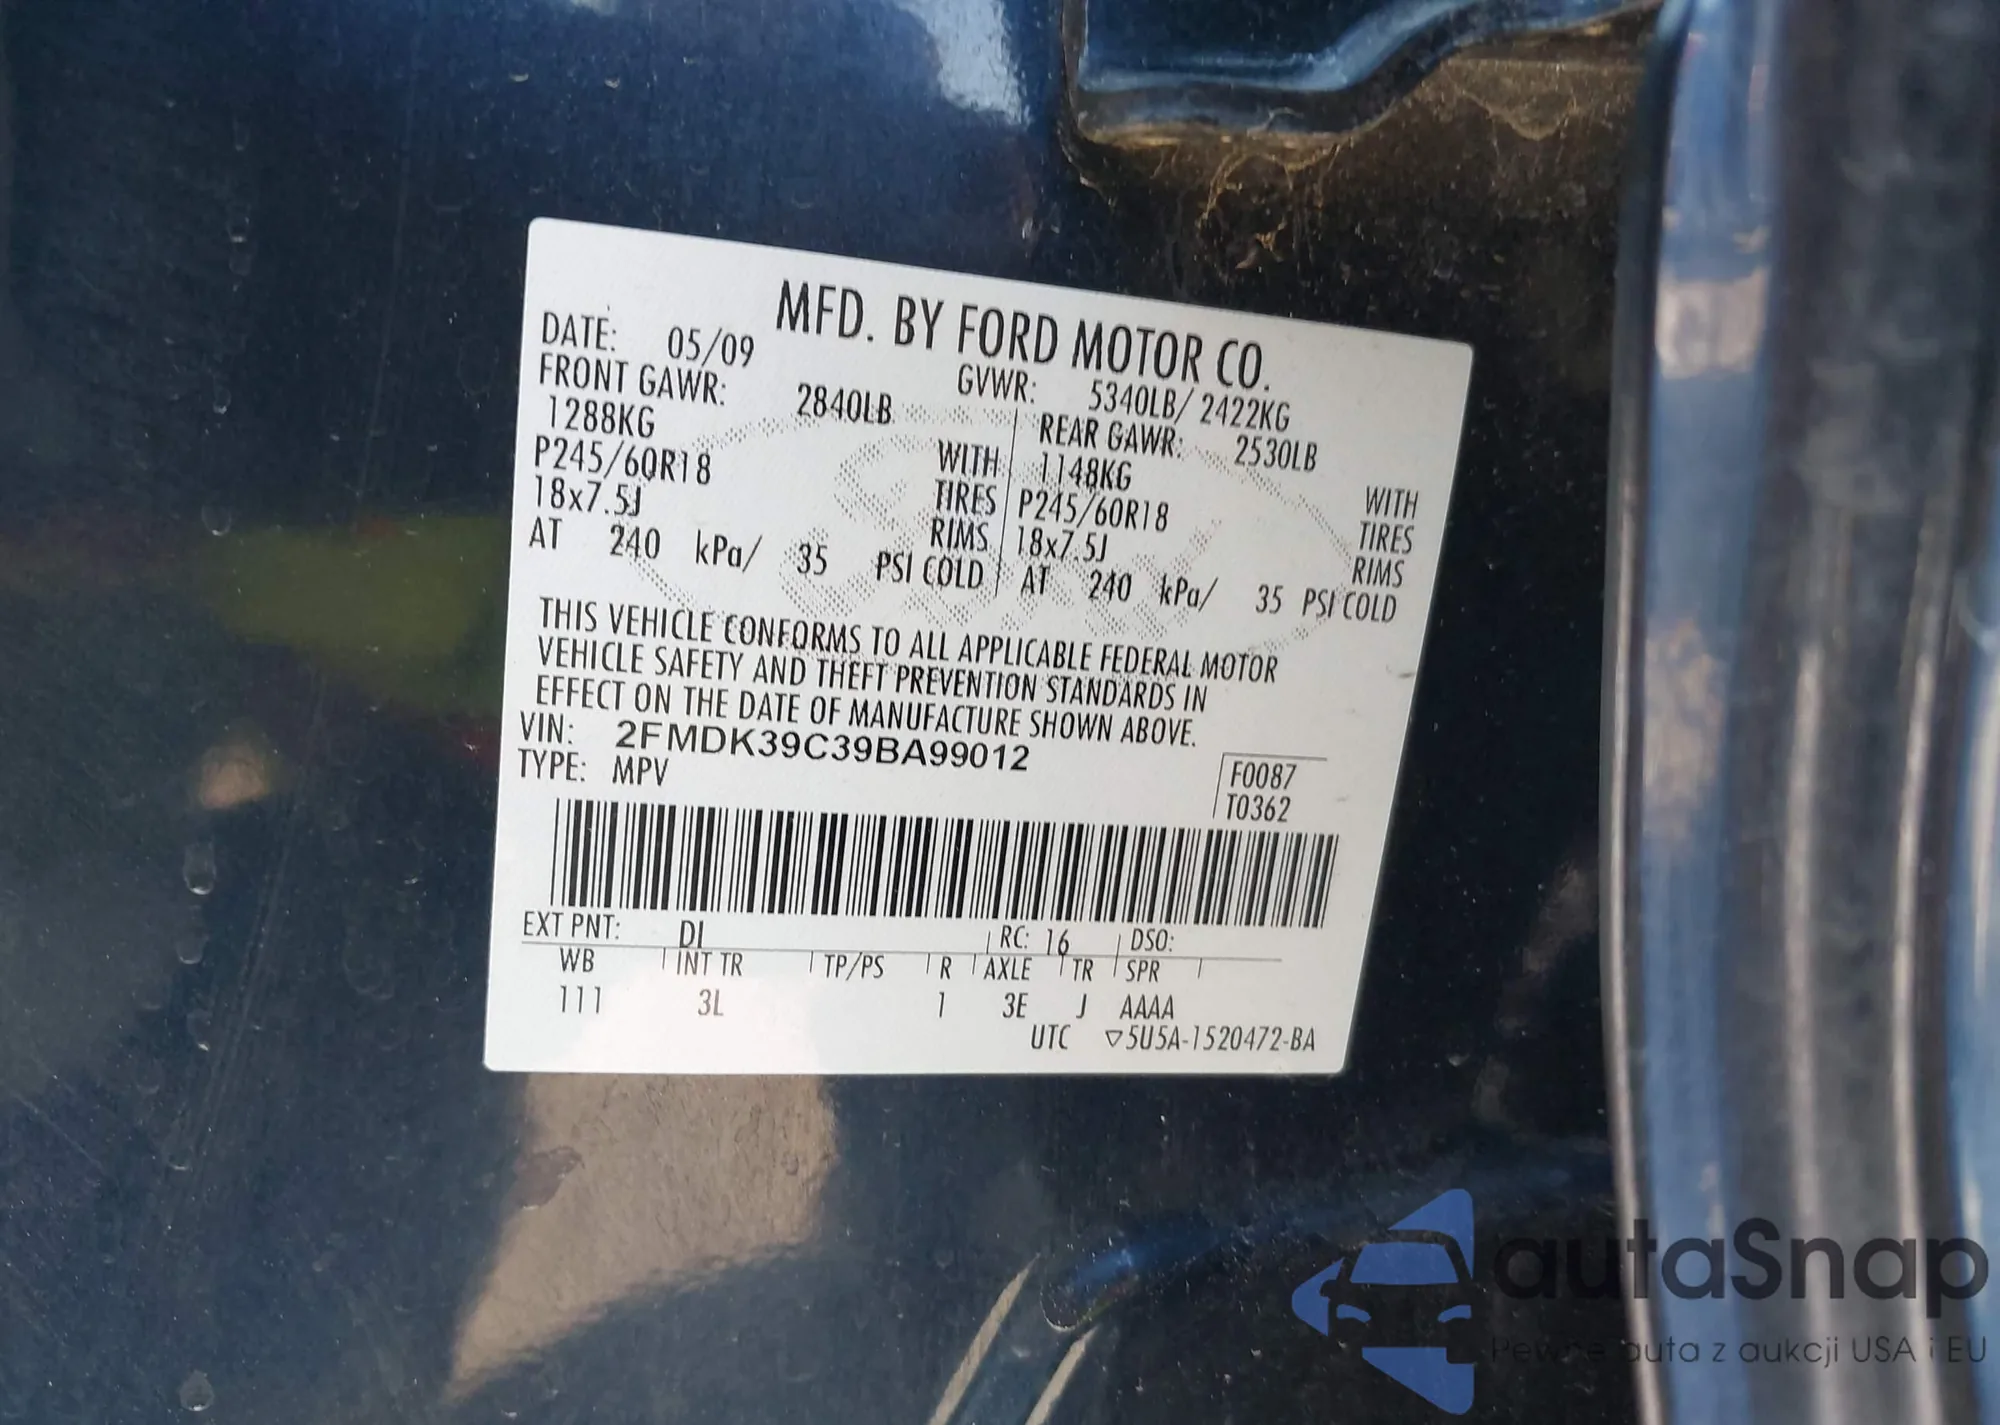 MFD. BY FORD MOTOR CO.
DATE: 05/09 GVWR: 5340LB/ 2422KG
FRONT GAWR: 2840LB REAR GAWR: 2530LB
1288KG WITH 1148KG WITH
P245/60R18 TIRES P245/60R18 TIRES
18x7.5J RIMS 18x7.5J RIMS
AT 240 kPa/ 35 PSI COLD AT 240 kPa/ 35 PSI COLD
THIS VEHICLE CONFORMS TO ALL APPLICABLE FEDERAL MOTOR
VEHICLE SAFETY AND THEFT PREVENTION STANDARDS IN
EFFECT ON THE DATE OF MANUFACTURE SHOWN ABOVE.
VIN: 2FMDK39C39BA99012
TYPE: MPV
F0087
T0362
EXT PNT: DI RC: 16 DSO:
WB INT TR TP/PS R AXLE TR SPR
111 3L 1 3E J AAAA
UTC ▽5U5A-1520472-BA
autaSnap
Pewne auta z aukcji USA i EU